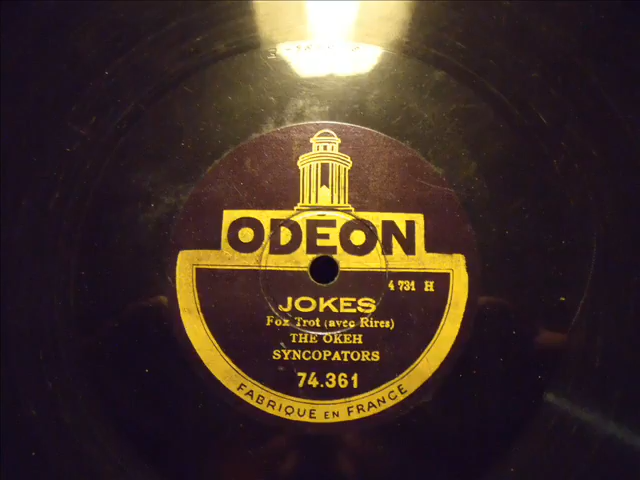 ODEON
4 731 H
JOKES
Fox Trot (avec Rires)
THE OKEH
SYNCOPATORS
74.361
FABRIQUÉ EN FRANCE